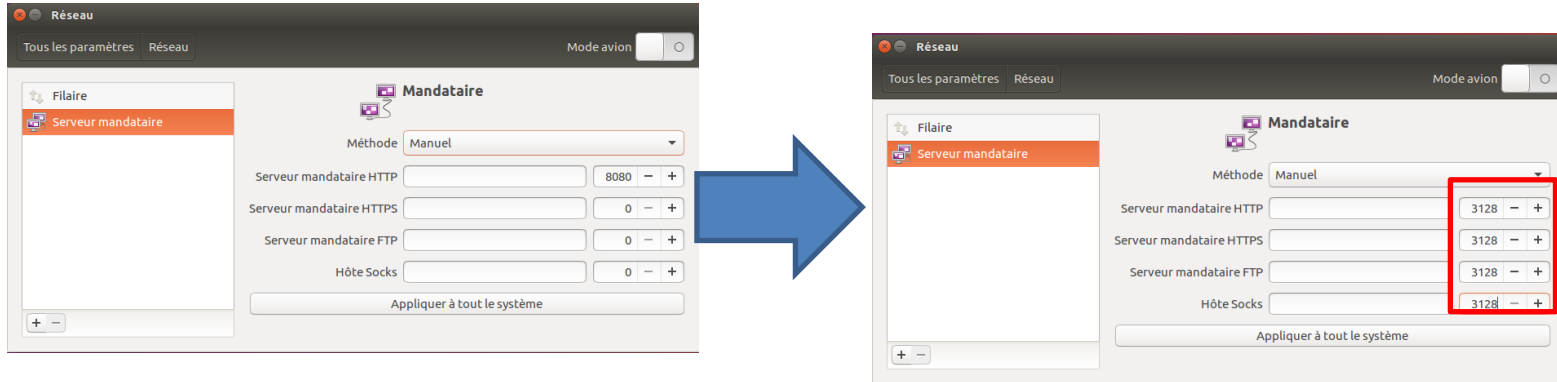 Réseau
Tous les paramètres Réseau Mode avion
Filaire
Serveur mandataire
Mandataire
Méthode Manuel
Serveur mandataire HTTP 8080 − +
Serveur mandataire HTTPS 0 − +
Serveur mandataire FTP 0 − +
Hôte Socks 0 − +
Appliquer à tout le système
+ −
Réseau
Tous les paramètres Réseau Mode avion
Filaire
Serveur mandataire
Mandataire
Méthode Manuel
Serveur mandataire HTTP 3128 − +
Serveur mandataire HTTPS 3128 − +
Serveur mandataire FTP 3128 − +
Hôte Socks 3128 − +
Appliquer à tout le système
+ −